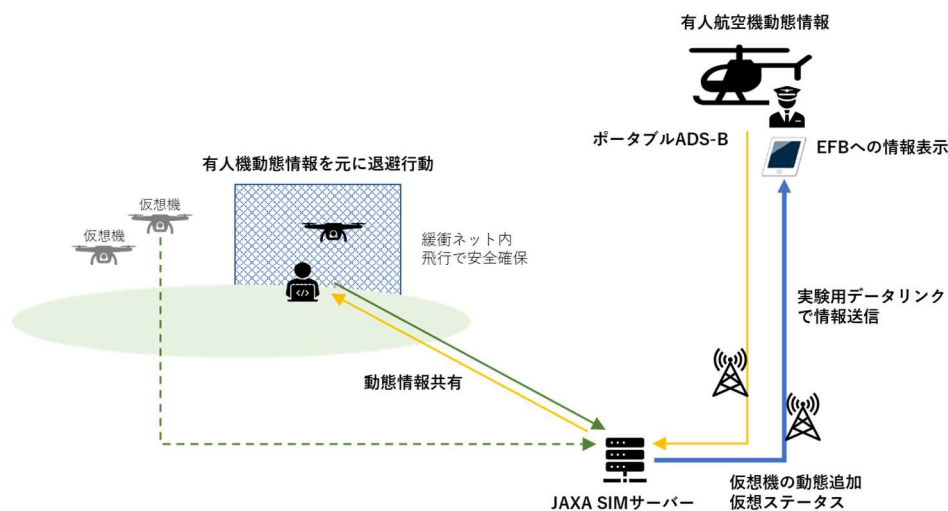 有人航空機動態情報
ポータブルADS-B
EFBへの情報表示
有人機動態情報を元に退避行動
仮想機
仮想機
緩衝ネット内
飛行で安全確保
</>
実験用データリンク
で情報送信
動態情報共有
仮想機の動態追加
仮想ステータス
JAXA SIMサーバー